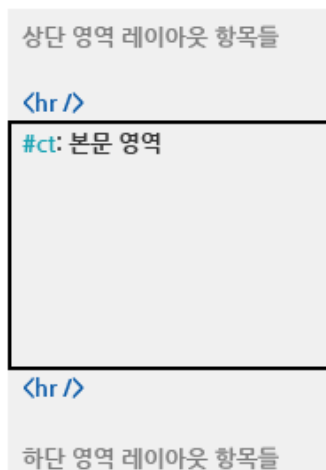 상단 영역 레이아웃 항목들
<hr />
#ct: 본문 영역
<hr />
하단 영역 레이아웃 항목들